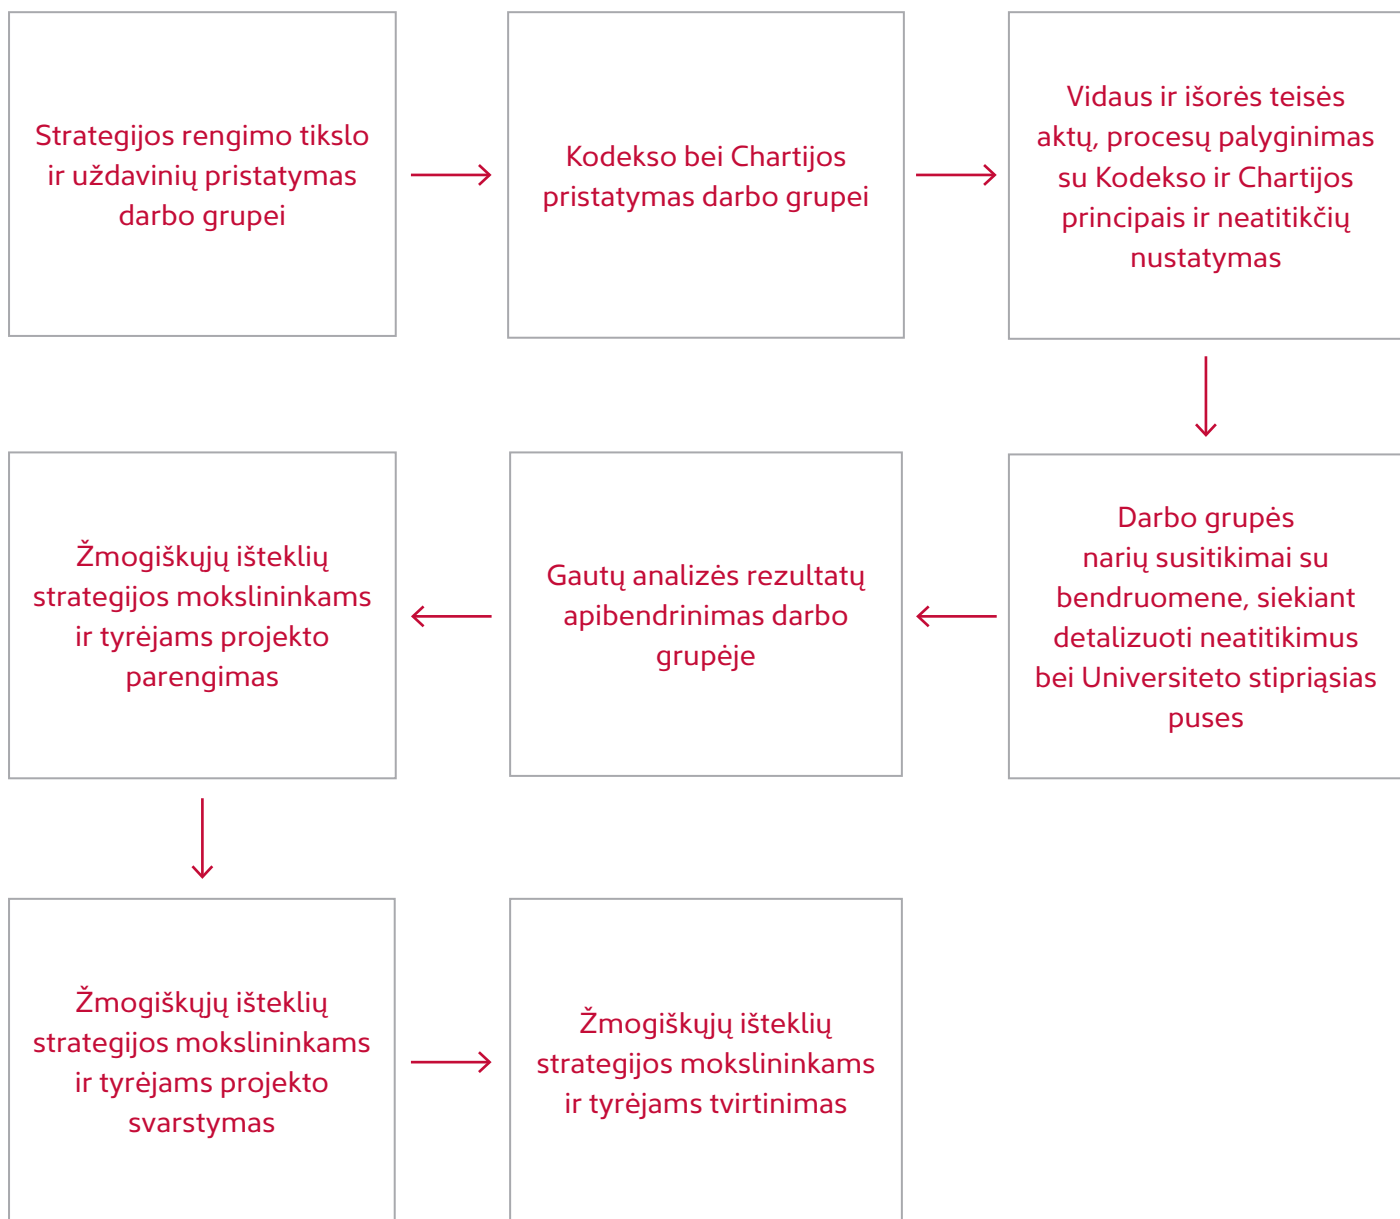 Strategijos rengimo tikslo
ir uždavinių pristatymas
darbo grupei
Kodekso bei Chartijos
pristatymas darbo grupei
Vidaus ir išorės teisės
aktų, procesų palyginimas
su Kodekso ir Chartijos
principais ir neatitikčių
nustatymas
Darbo grupės
narių susitikimai su
bendruomene, siekiant
detalizuoti neatitikimus
bei Universiteto stipriąsias
puses
Gautų analizės rezultatų
apibendrinimas darbo
grupėje
Žmogiškųjų išteklių
strategijos mokslininkams
ir tyrėjams projekto
parengimas
Žmogiškųjų išteklių
strategijos mokslininkams
ir tyrėjams projekto
svarstymas
Žmogiškųjų išteklių
strategijos mokslininkams
ir tyrėjams tvirtinimas